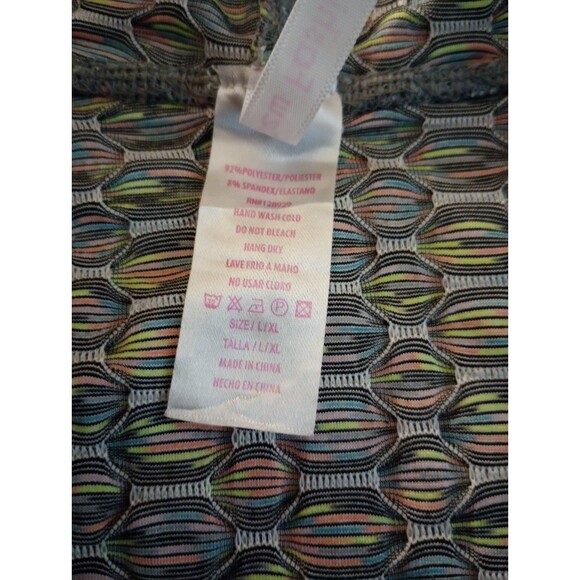 92%POLYESTER/POLIESTER
8% SPANDEX/ELASTANO
HAND WASH COLD
DO NOT BLEACH
HANG DRY
LAVE FRIO A MANO
NO USAR CLORO
SIZE / L/XL
TALLA / L/XL
MADE IN CHINA
HECHO EN CHINA